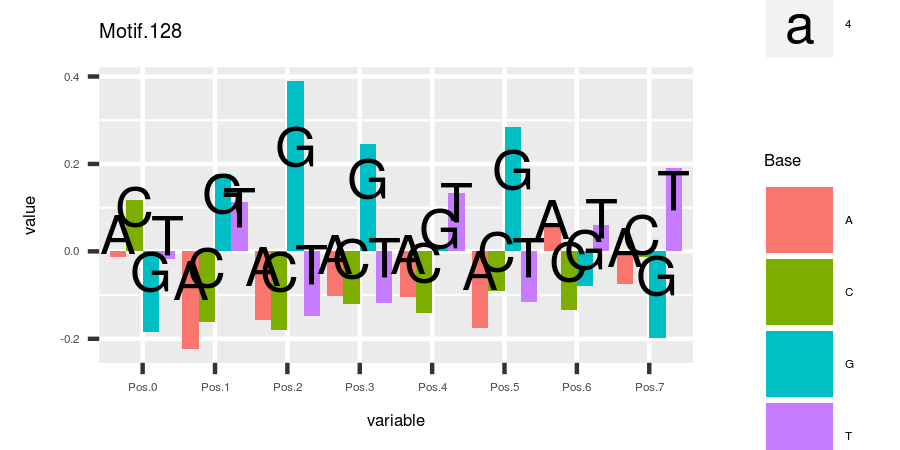 Motif.128
a 4
value
0.4
0.2
0.0
-0.2
A C G T A C G T A C G T A C G T A C G T A C G T A C G T A C G T
Pos.0 Pos.1 Pos.2 Pos.3 Pos.4 Pos.5 Pos.6 Pos.7
variable
Base
A
C
G
T